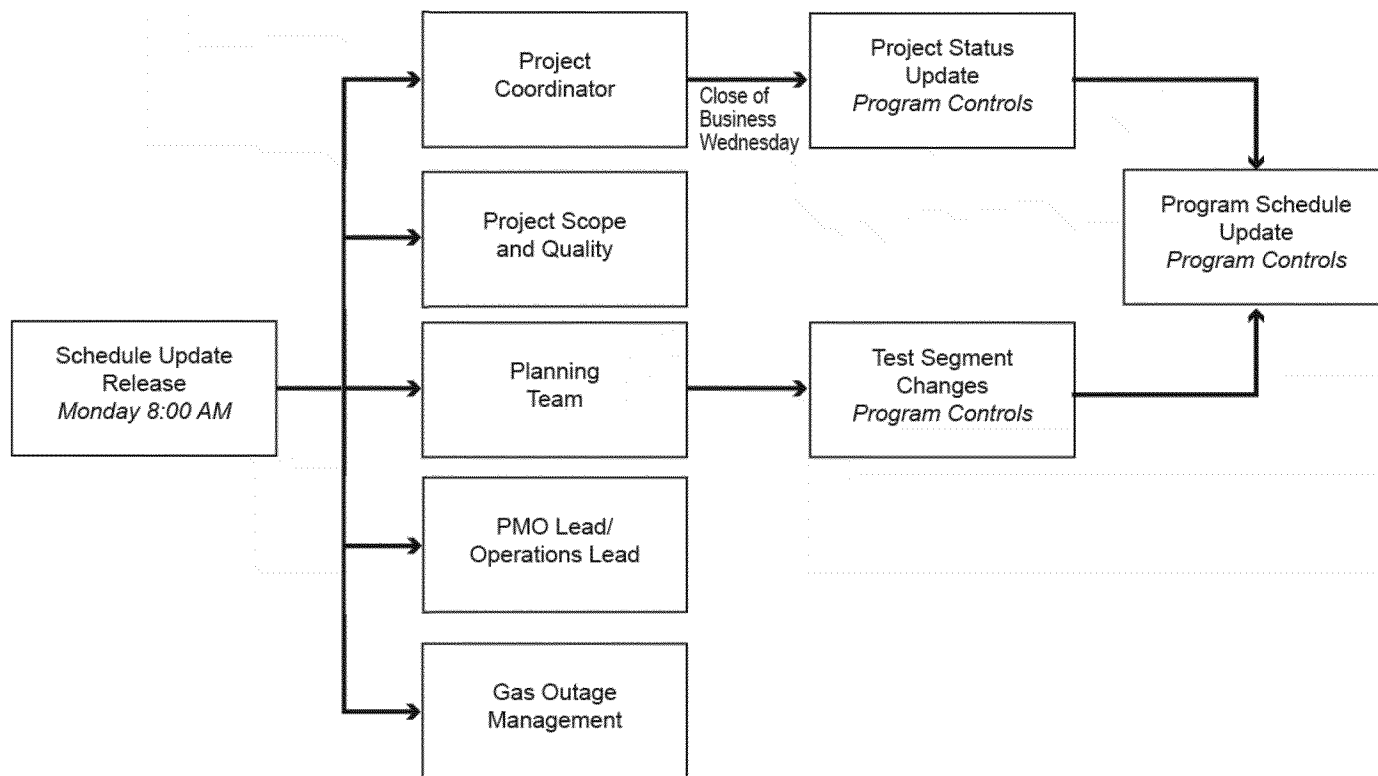 Project
Coordinator
Close of
Business
Wednesday
Project Status
Update
Program Controls
Project Scope
and Quality
Program Schedule
Update
Program Controls
Schedule Update
Release
Monday 8:00 AM
Planning
Team
Test Segment
Changes
Program Controls
PMO Lead/
Operations Lead
Gas Outage
Management